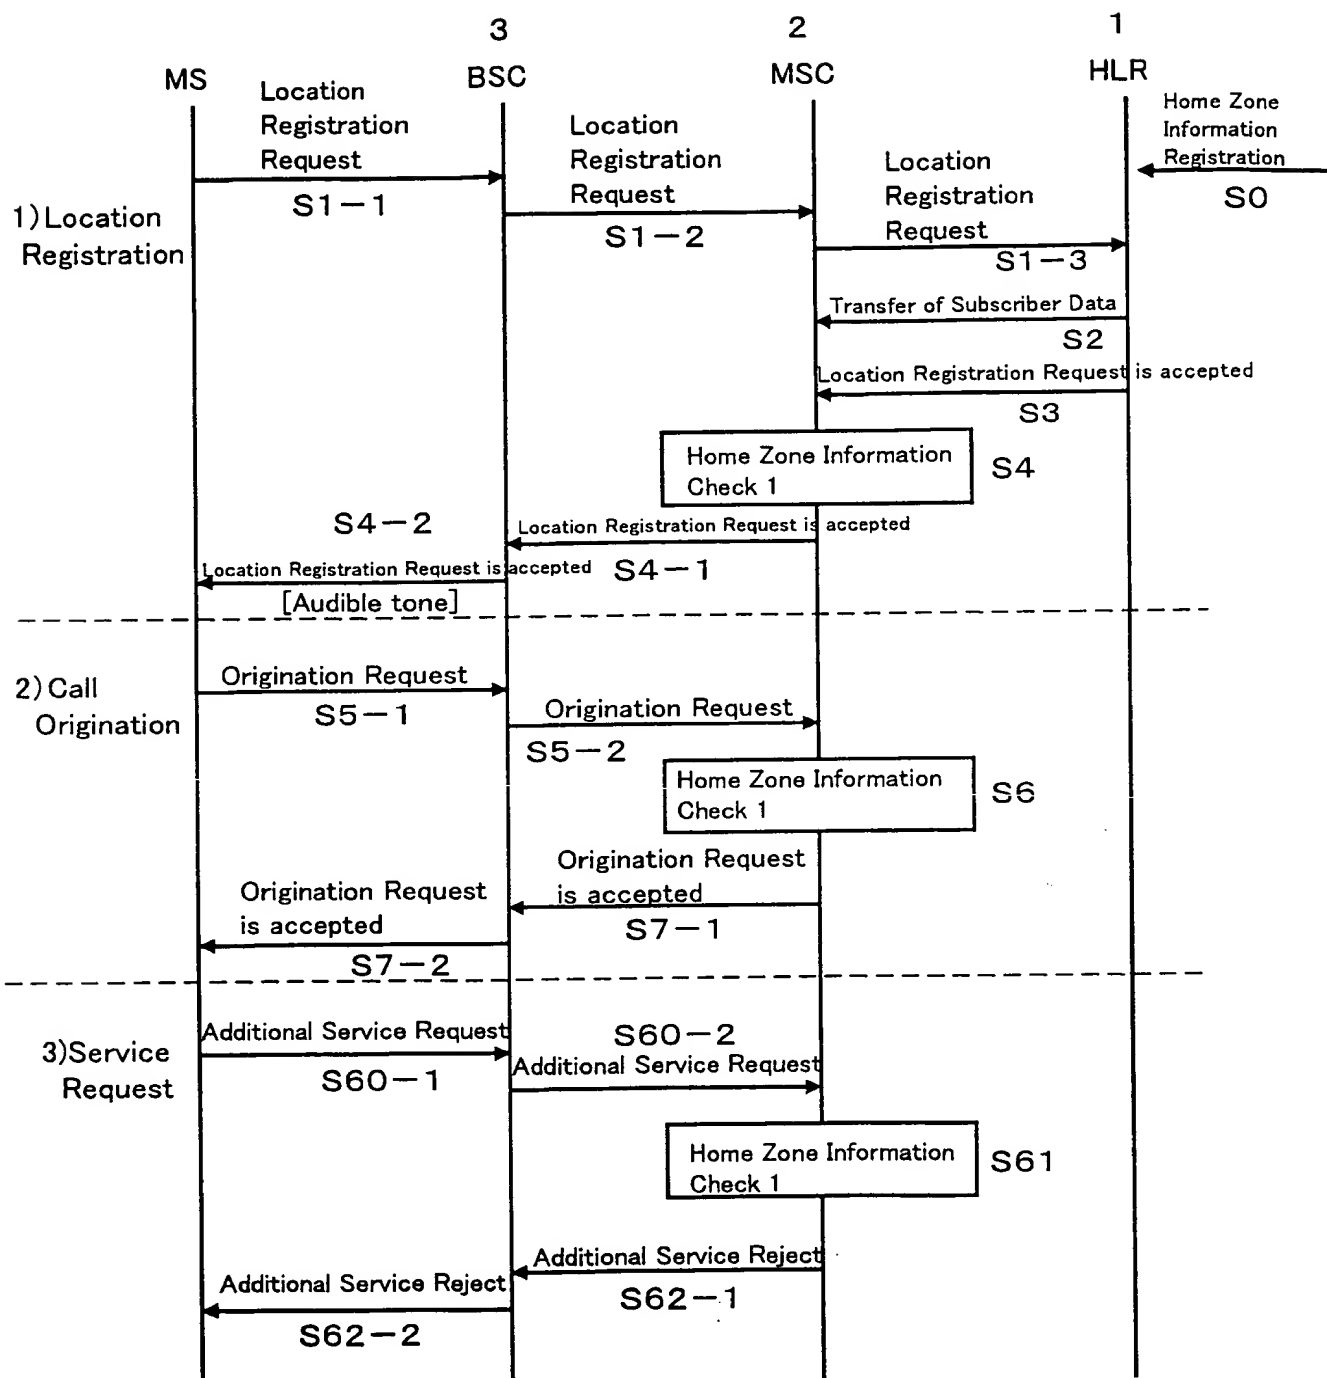 3
2
1
MS
BSC
MSC
HLR
Location
Registration
Request
S1-1
Location
Registration
Request
S1-2
Location
Registration
Request
S1-3
Home Zone
Information
Registration
S0
1)Location
Registration
Transfer of Subscriber Data
S2
Location Registration Request is accepted
S3
Home Zone Information
Check 1
S4
S4-2
Location Registration Request is accepted
S4-1
Location Registration Request is accepted
[Audible tone]
2)Call
Origination
Origination Request
S5-1
Origination Request
S5-2
Home Zone Information
Check 1
S6
Origination Request
is accepted
S7-1
Origination Request
is accepted
S7-2
3)Service
Request
Additional Service Request
S60-1
S60-2
Additional Service Request
Home Zone Information
Check 1
S61
Additional Service Reject
S62-1
Additional Service Reject
S62-2